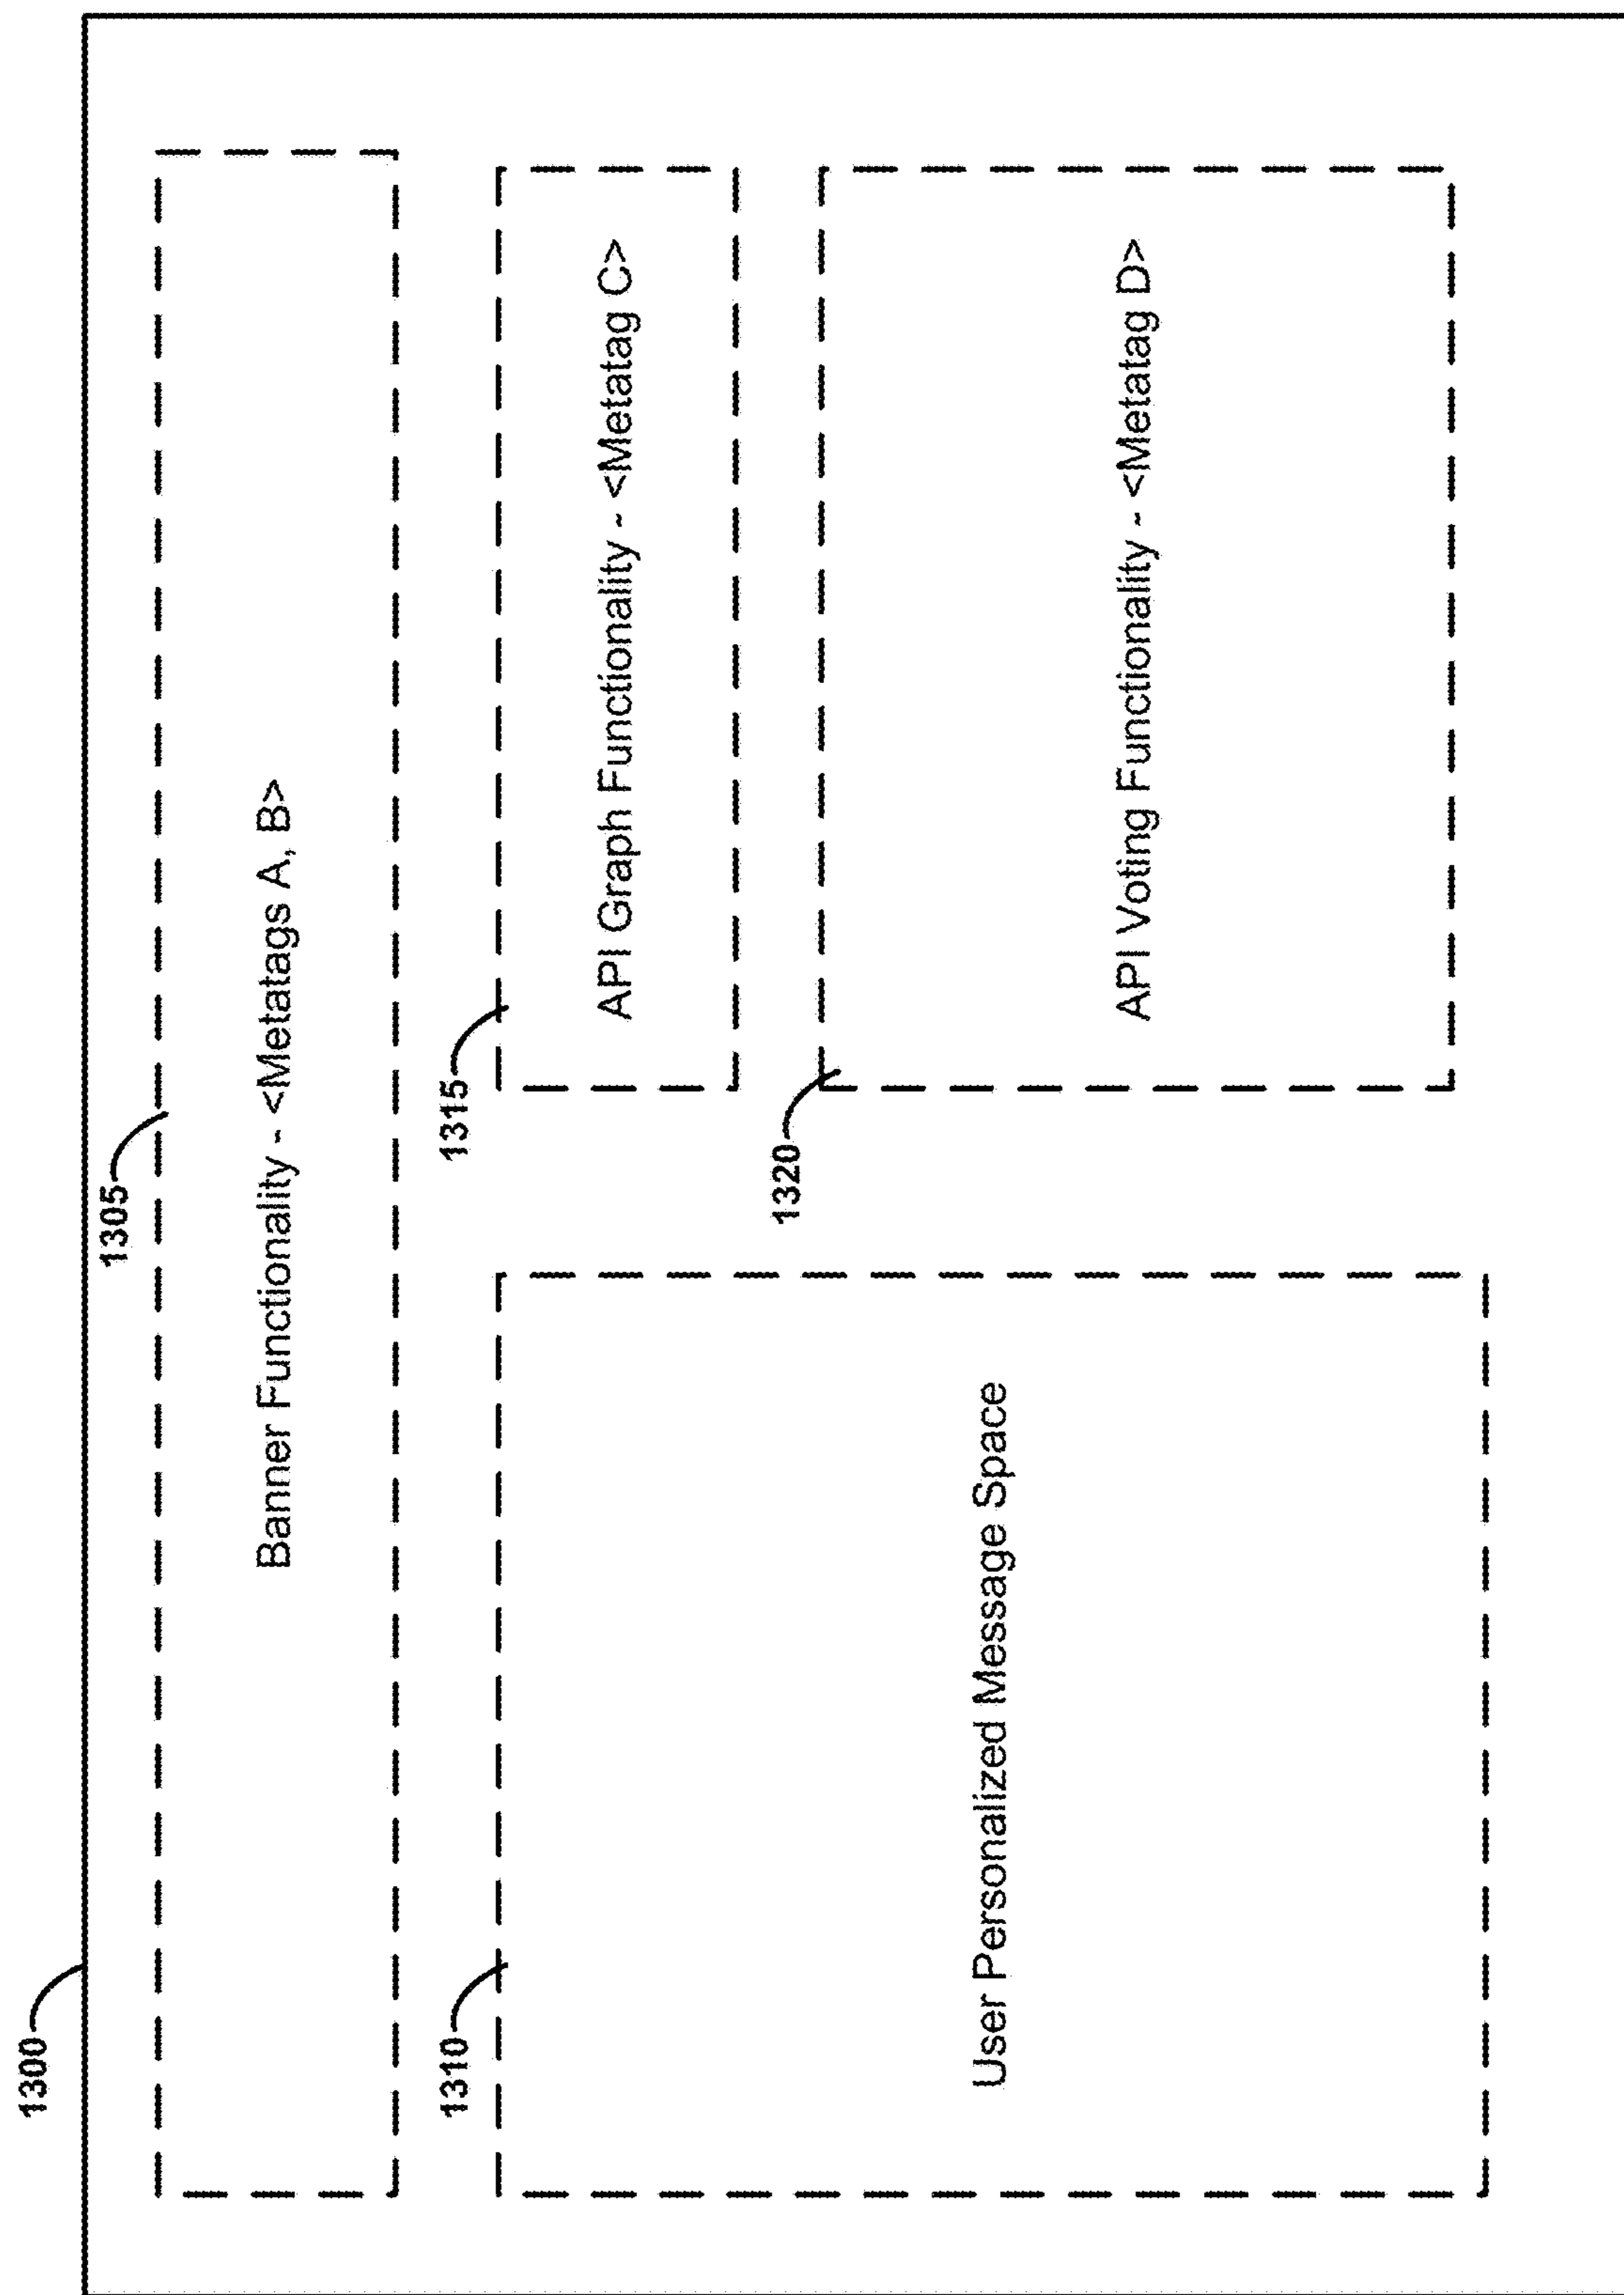 1300
1305
Banner Functionality - <Metatags A, B>
1310
User Personalized Message Space
1315
API Graph Functionality - <Metatag C>
1320
API Voting Functionality - <Metatag D>